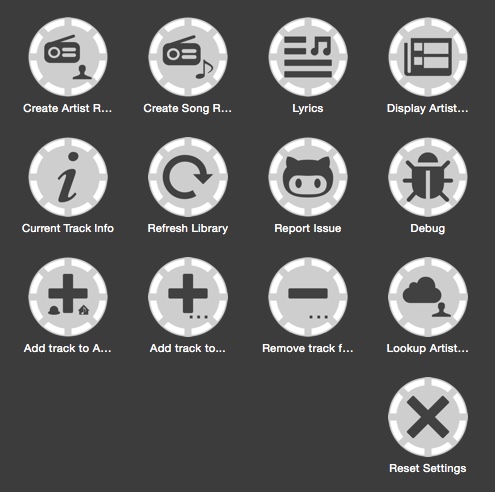 Create Artist R...
Create Song R...
Lyrics
Display Artist...
Current Track Info
Refresh Library
Report Issue
Debug
Add track to A...
Add track to...
Remove track f...
Lookup Artist...
Reset Settings